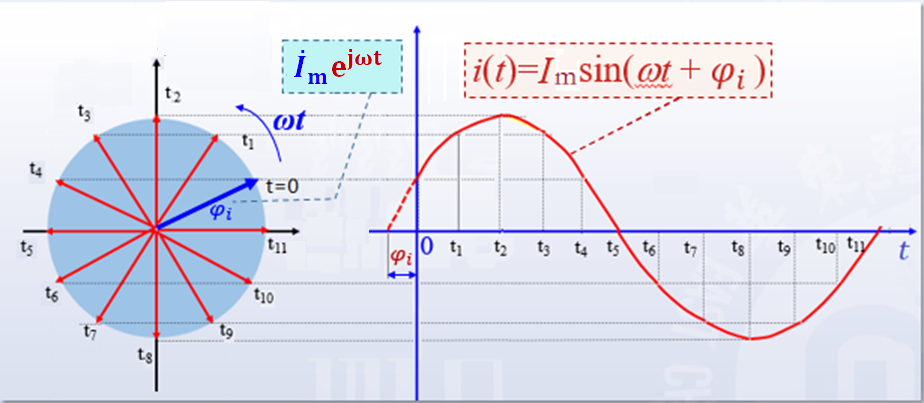 İₘ e^jωt
i(t)=Iₘsin(ωt + φᵢ)
ωt
t₂
t₃
t₁
t₄
t=0
φᵢ
t₅
t₁₁
t₆
t₁₀
t₇
t₉
t₈
φᵢ
0 t₁ t₂ t₃ t₄ t₅ t₆ t₇ t₈ t₉ t₁₀ t₁₁ t